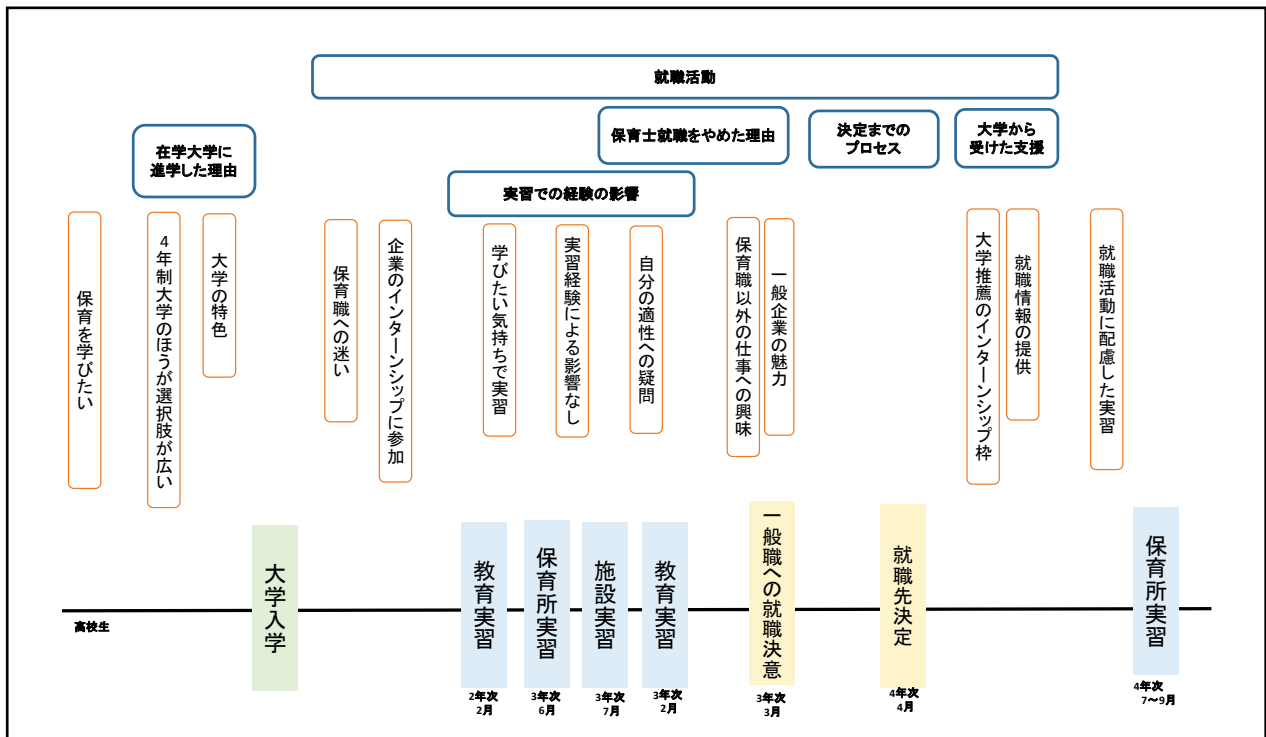 就職活動
保育士就職をやめた理由
決定までの
プロセス
大学から
受けた支援
在学大学に
進学した理由
実習での経験の影響
保育を学びたい
4年制大学のほうが選択肢が広い
大学の特色
保育職への迷い
企業のインターンシップに参加
学びたい気持ちで実習
実習経験による影響なし
自分の適性への疑問
保育職以外の仕事への興味
一般企業の魅力
大学推薦のインターンシップ枠
就職情報の提供
就職活動に配慮した実習
高校生
大学入学
教育実習
保育所実習
施設実習
教育実習
一般職への就職決意
就職先決定
保育所実習
2年次
2月
3年次
6月
3年次
7月
3年次
2月
3年次
3月
4年次
4月
4年次
7～9月